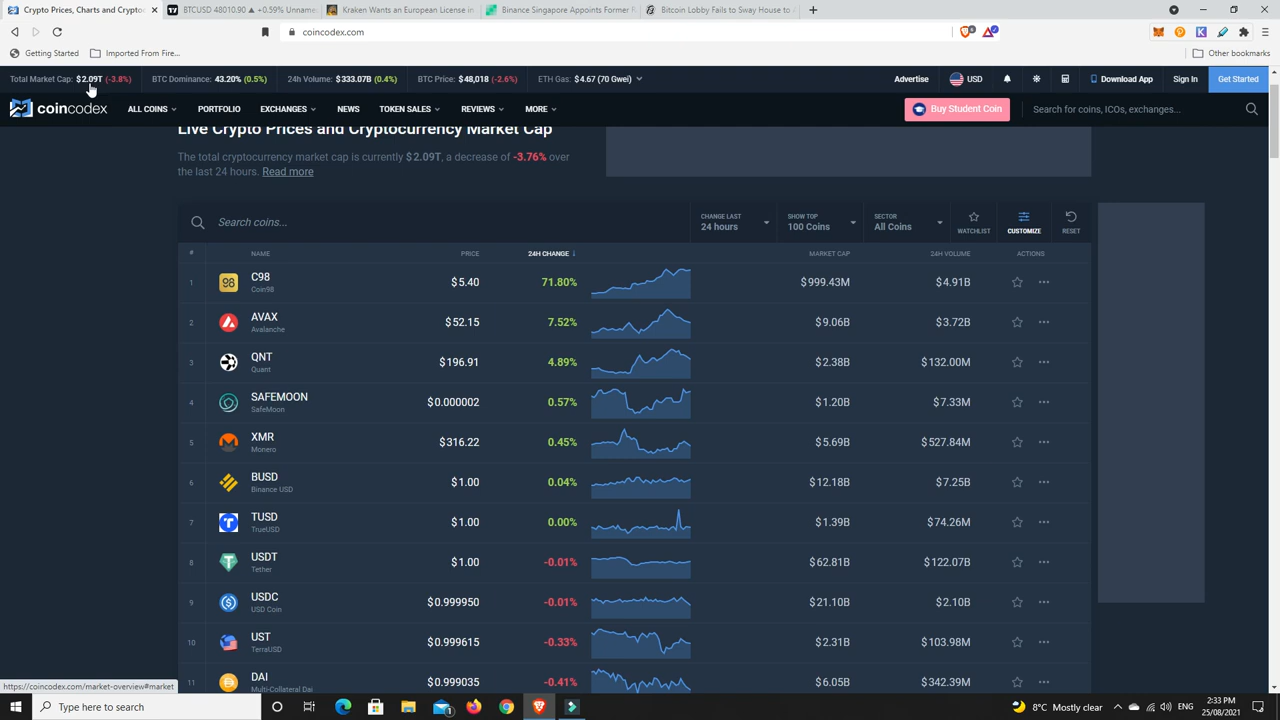 Crypto Prices, Charts and Crypto
BTCUSD 48010.90 ▲ +0.59% Unname
Kraken Wants an European License in
Binance Singapore Appoints Former
Bitcoin Lobby Fails to Sway House to
coincodex.com
Getting Started
Imported From Fire...
Other bookmarks
Total Market Cap: $2.09T (-3.8%)
BTC Dominance: 43.20% (0.5%)
24h Volume: $333.07B (0.4%)
BTC Price: $48,018 (-2.6%)
ETH Gas: $4.67 (70 Gwei)
Advertise
USD
Download App
Sign In
Get Started
coincodex
ALL COINS
PORTFOLIO
EXCHANGES
NEWS
TOKEN SALES
REVIEWS
MORE
Buy Student Coin
Search for coins, ICOs, exchanges...
Live Crypto Prices and Cryptocurrency Market Cap
The total cryptocurrency market cap is currently $2.09T, a decrease of -3.76% over
the last 24 hours. Read more
Search coins...
CHANGE LAST
24 hours
SHOW TOP
100 Coins
SECTOR
All Coins
WATCHLIST
CUSTOMIZE
RESET
# NAME PRICE 24H CHANGE ↓ MARKET CAP 24H VOLUME ACTIONS
1 C98 $5.40 71.80% $999.43M $4.91B
Coin98
2 AVAX $52.15 7.52% $9.06B $3.72B
Avalanche
3 QNT $196.91 4.89% $2.38B $132.00M
Quant
4 SAFEMOON $0.000002 0.57% $1.20B $7.33M
SafeMoon
5 XMR $316.22 0.45% $5.69B $527.84M
Monero
6 BUSD $1.00 0.04% $12.18B $7.25B
Binance USD
7 TUSD $1.00 0.00% $1.39B $74.26M
TrueUSD
8 USDT $1.00 -0.01% $62.81B $122.07M
Tether
9 USDC $0.999950 -0.01% $21.10B $2.10B
USD Coin
10 UST $0.999615 -0.33% $2.31B $103.98M
TerraUSD
11 DAI $0.999035 -0.41% $6.05B $342.39M
Multi-Collateral Dai
https://coincodex.com/market-overview#market
Type here to search
8°C Mostly clear
ENG
2:33 PM
25/08/2021